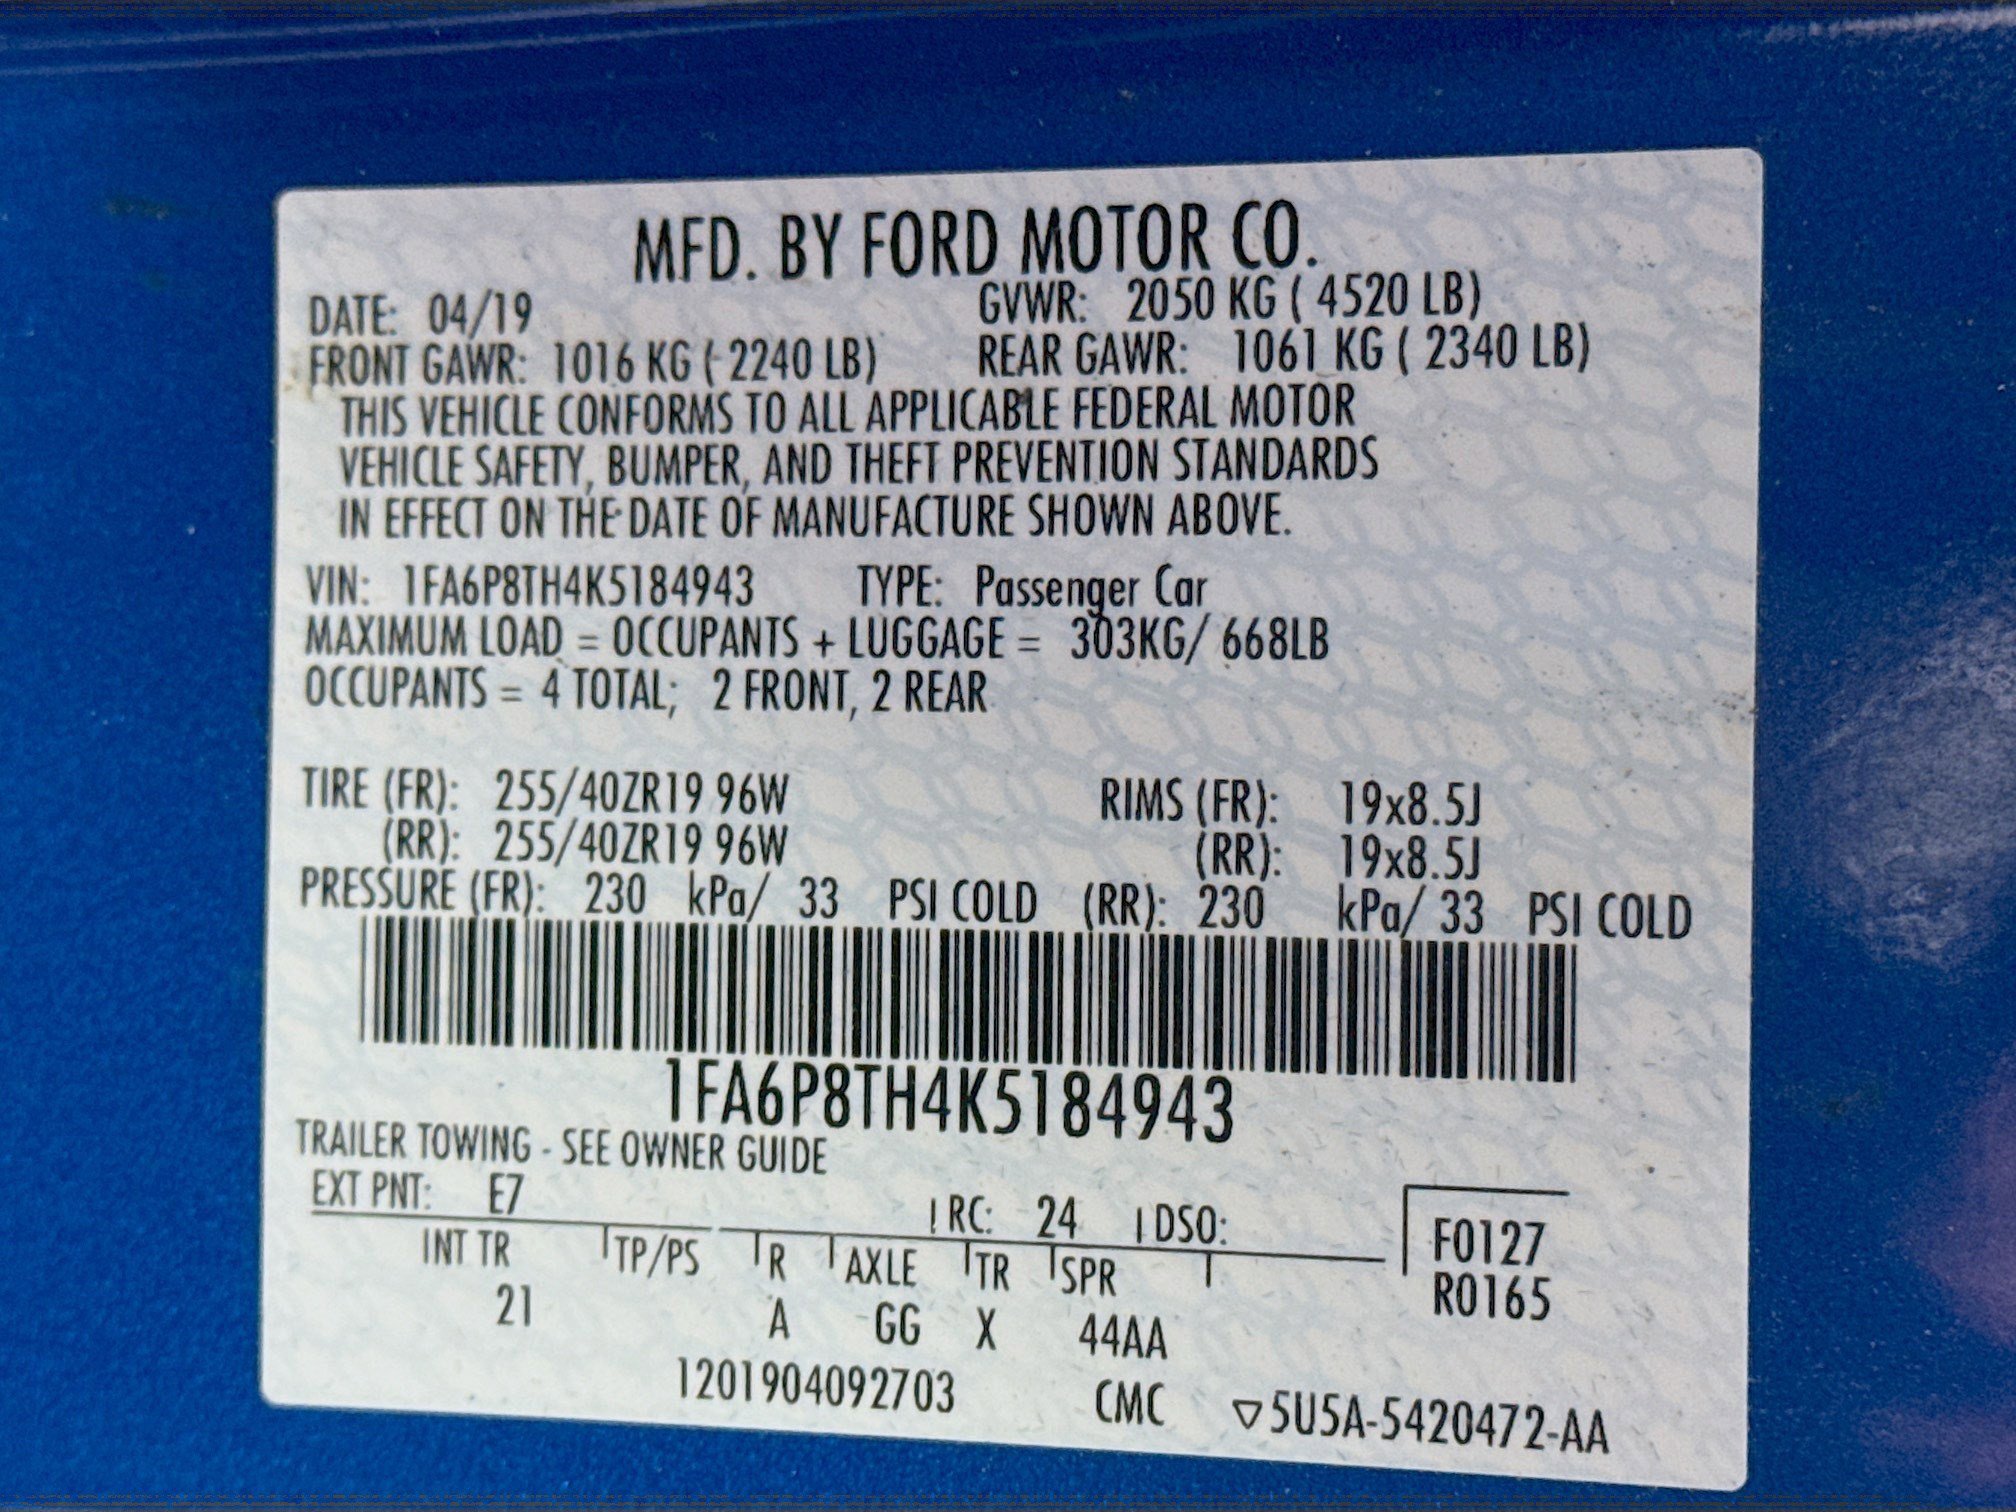 MFD. BY FORD MOTOR CO.
DATE: 04/19 GVWR: 2050 KG ( 4520 LB)
FRONT GAWR: 1016 KG ( 2240 LB) REAR GAWR: 1061 KG ( 2340 LB)
THIS VEHICLE CONFORMS TO ALL APPLICABLE FEDERAL MOTOR
VEHICLE SAFETY, BUMPER, AND THEFT PREVENTION STANDARDS
IN EFFECT ON THE DATE OF MANUFACTURE SHOWN ABOVE.
VIN: 1FA6P8TH4K5184943 TYPE: Passenger Car
MAXIMUM LOAD = OCCUPANTS + LUGGAGE = 303KG/ 668LB
OCCUPANTS = 4 TOTAL; 2 FRONT, 2 REAR
TIRE (FR): 255/40ZR19 96W RIMS (FR): 19x8.5J
(RR): 255/40ZR19 96W (RR): 19x8.5J
PRESSURE (FR): 230 kPa/ 33 PSI COLD (RR): 230 kPa/ 33 PSI COLD
1FA6P8TH4K5184943
TRAILER TOWING - SEE OWNER GUIDE
EXT PNT: E7 RC: 24 DSO: F0127
INT TR TP/PS R AXLE TR SPR R0165
21 A GG X 44AA
1201904092703 CMC ▽5U5A-5420472-AA